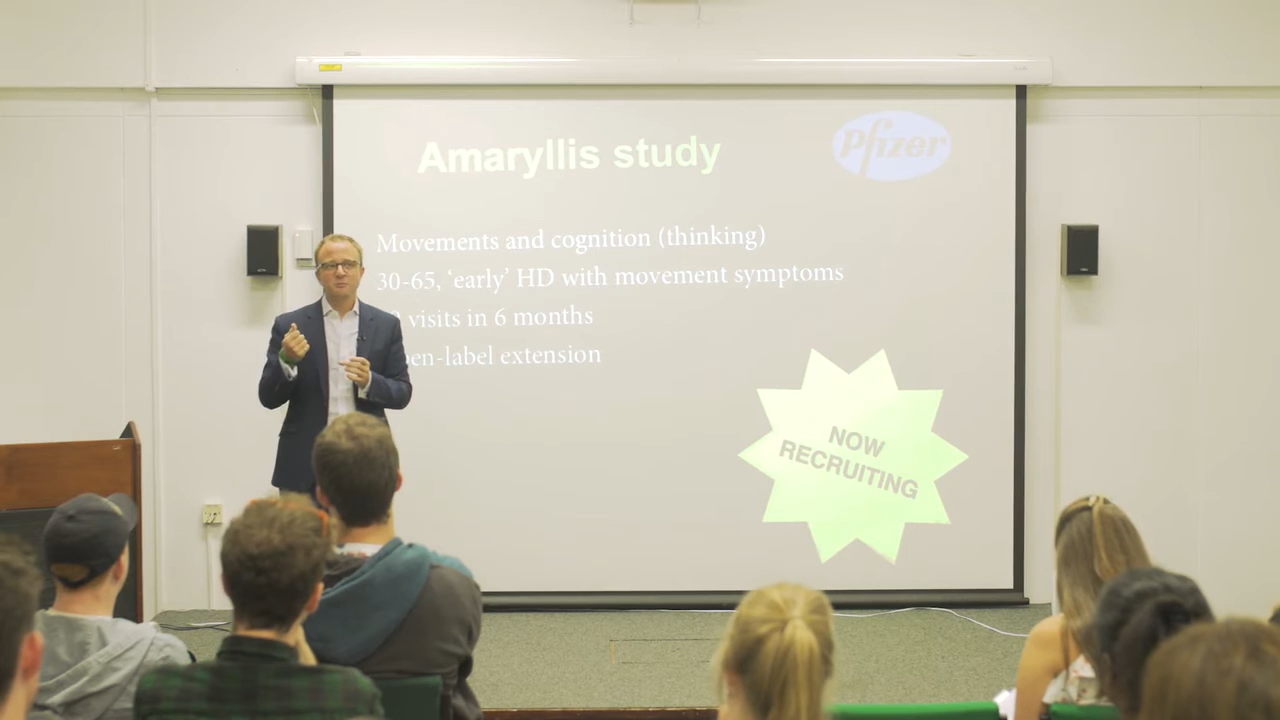 Amaryllis study
Pfizer
Movements and cognition (thinking)
30-65, ‘early’ HD with movement symptoms
visits in 6 months
label extension
NOW
RECRUITING